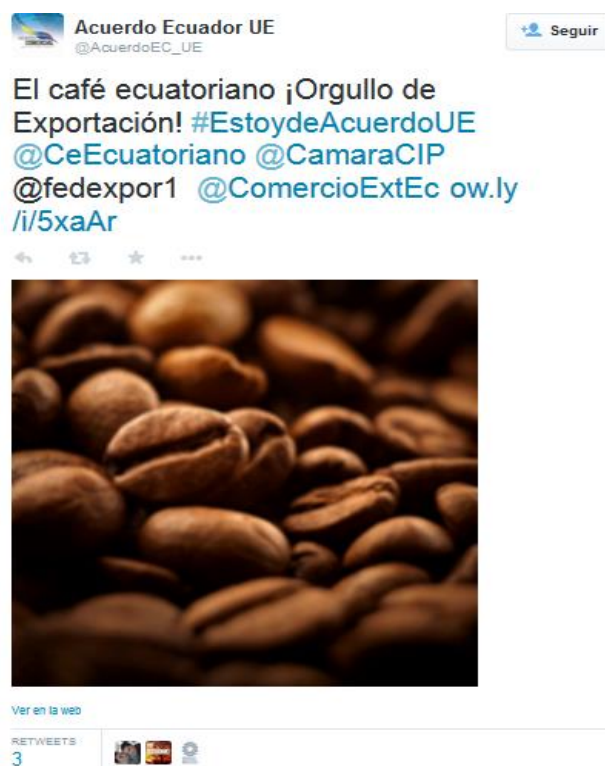 Acuerdo Ecuador UE
@AcuerdoEC_UE
Seguir
El café ecuatoriano ¡Orgullo de
Exportación! #EstoydeAcuerdoUE
@CeEcuatoriano @CamaraCIP
@fedexpor1 @ComercioExtEc ow.ly
/i/5xaAr
Ver en la web
RETWEETS
3